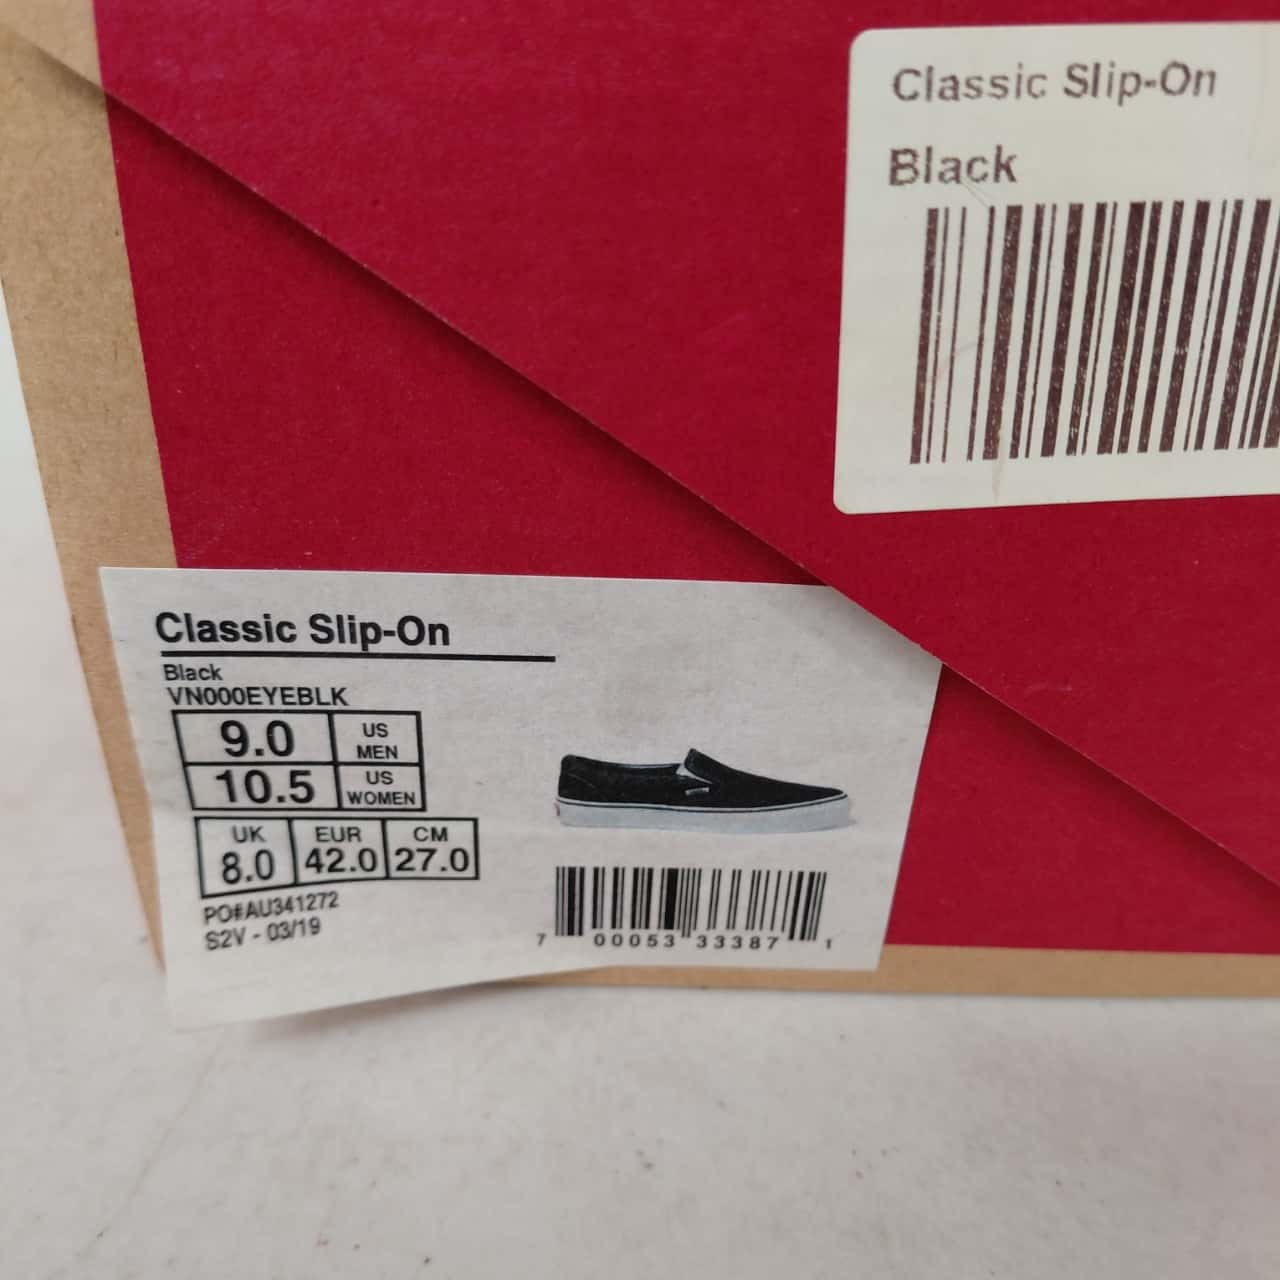 Classic Slip-On
Black
Classic Slip-On
Black
VN000EYEBLK
9.0 US MEN
10.5 US WOMEN
UK EUR CM
8.0 42.0 27.0
PO#AU341272
S2V - 03/19
7 00053 33387 1